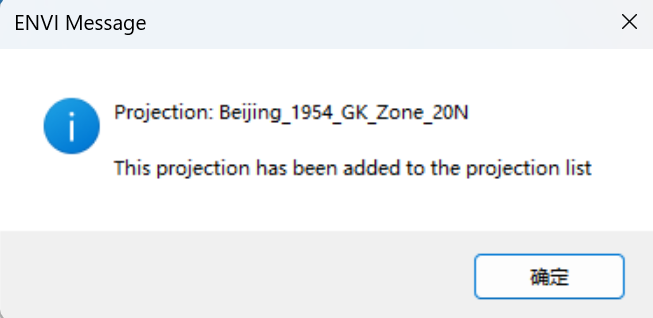 ENVI Message
Projection: Beijing_1954_GK_Zone_20N
This projection has been added to the projection list
确定